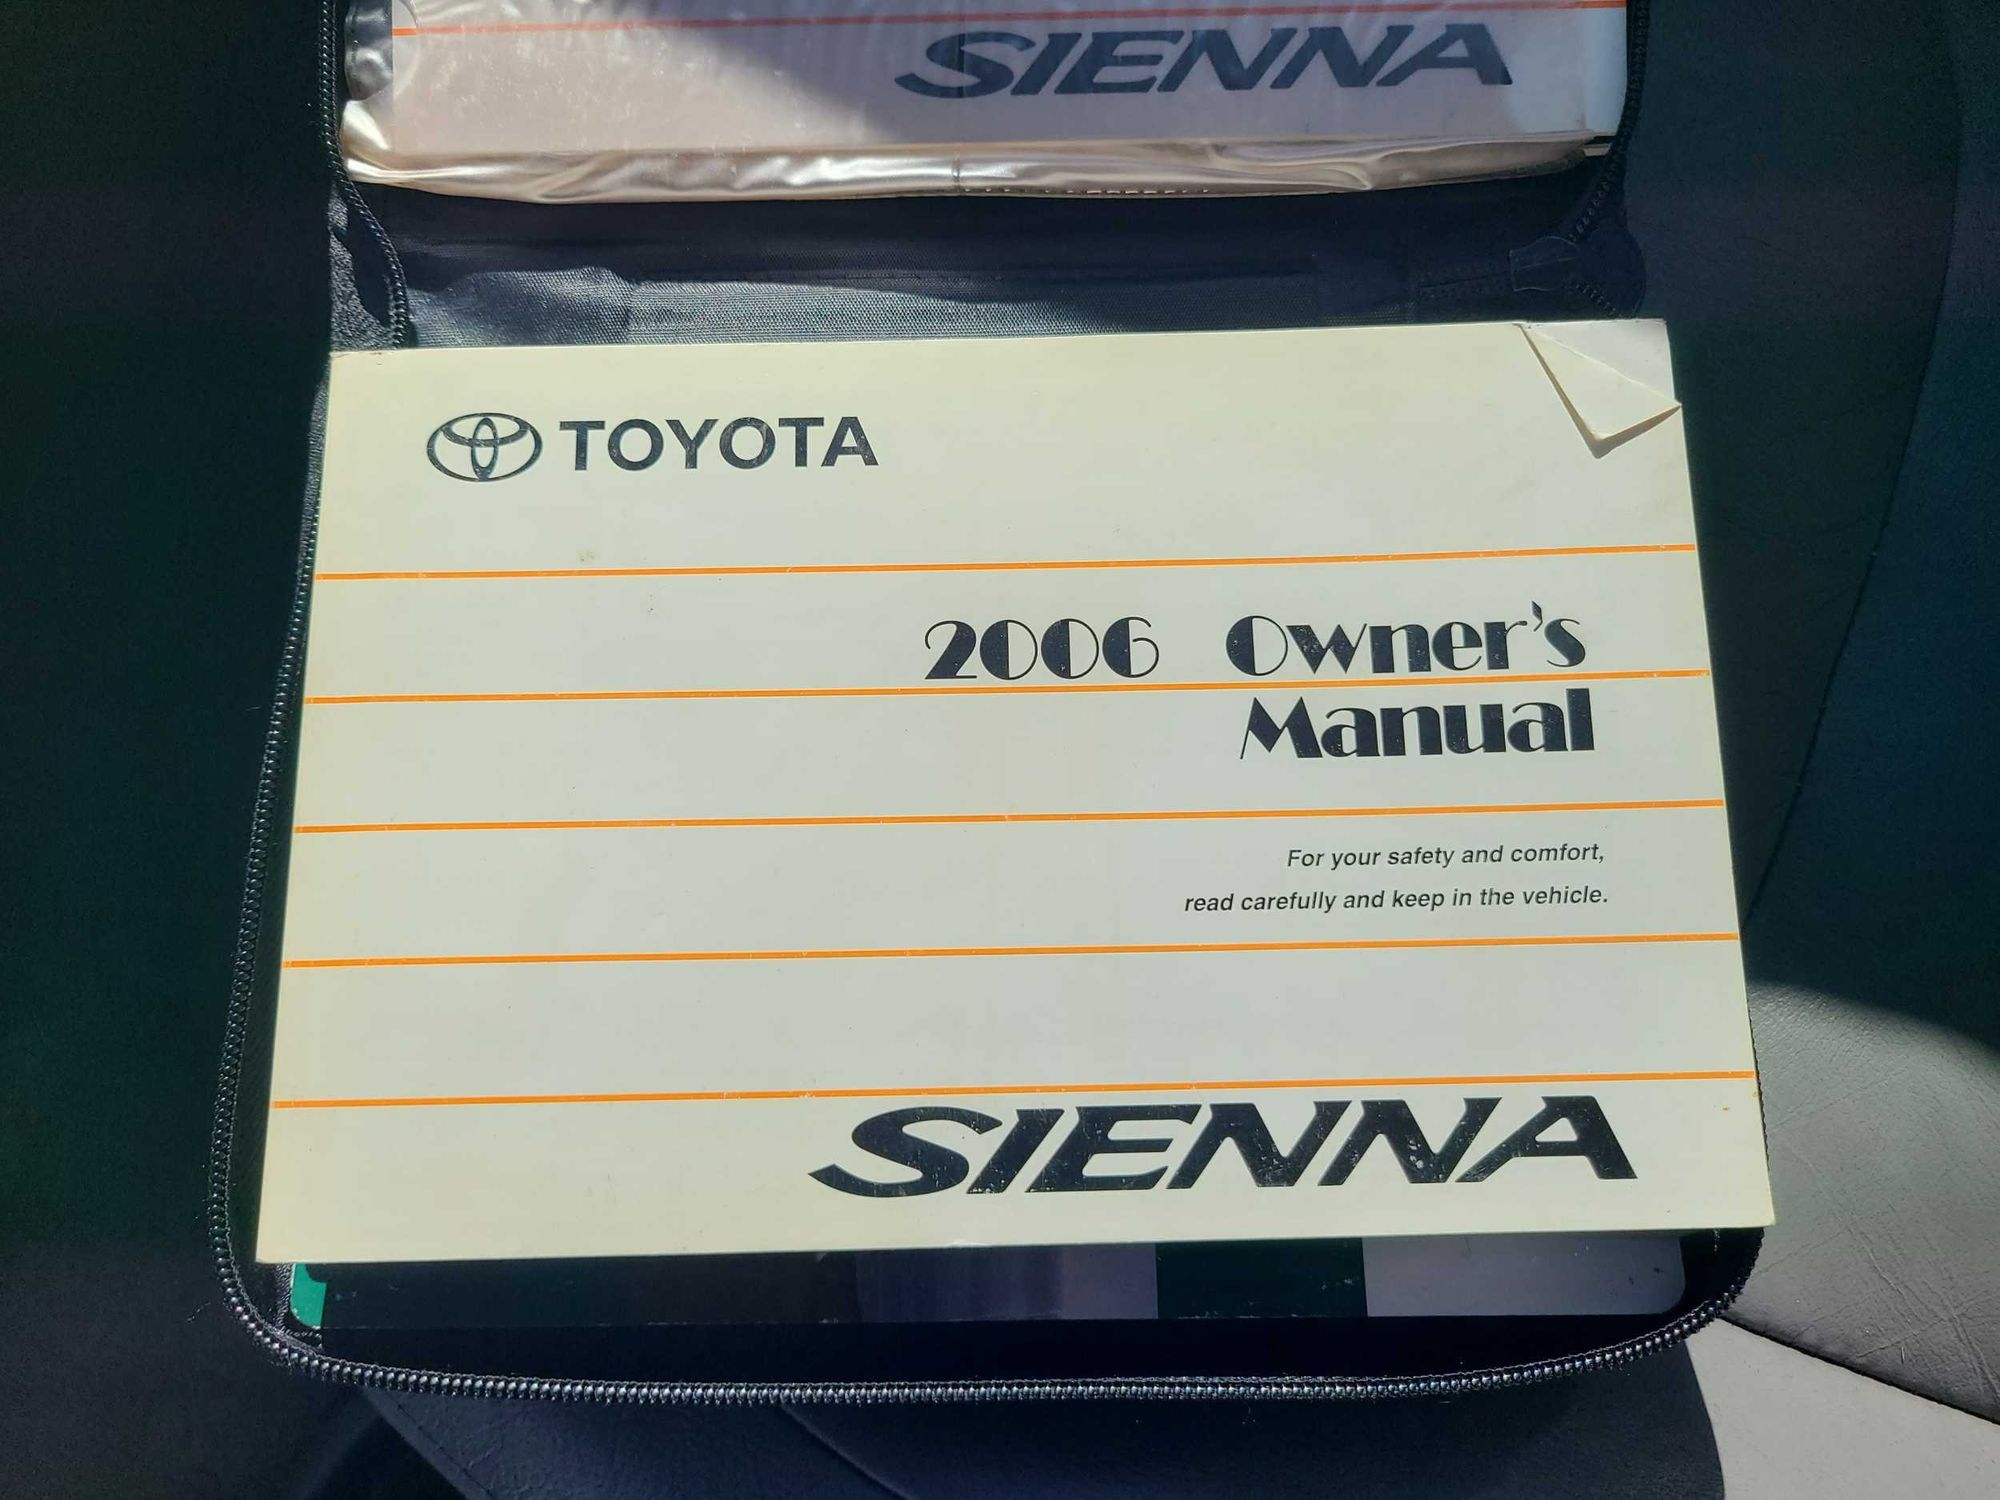 SIENNA
TOYOTA
2006 Owner's
Manual
For your safety and comfort,
read carefully and keep in the vehicle.
SIENNA